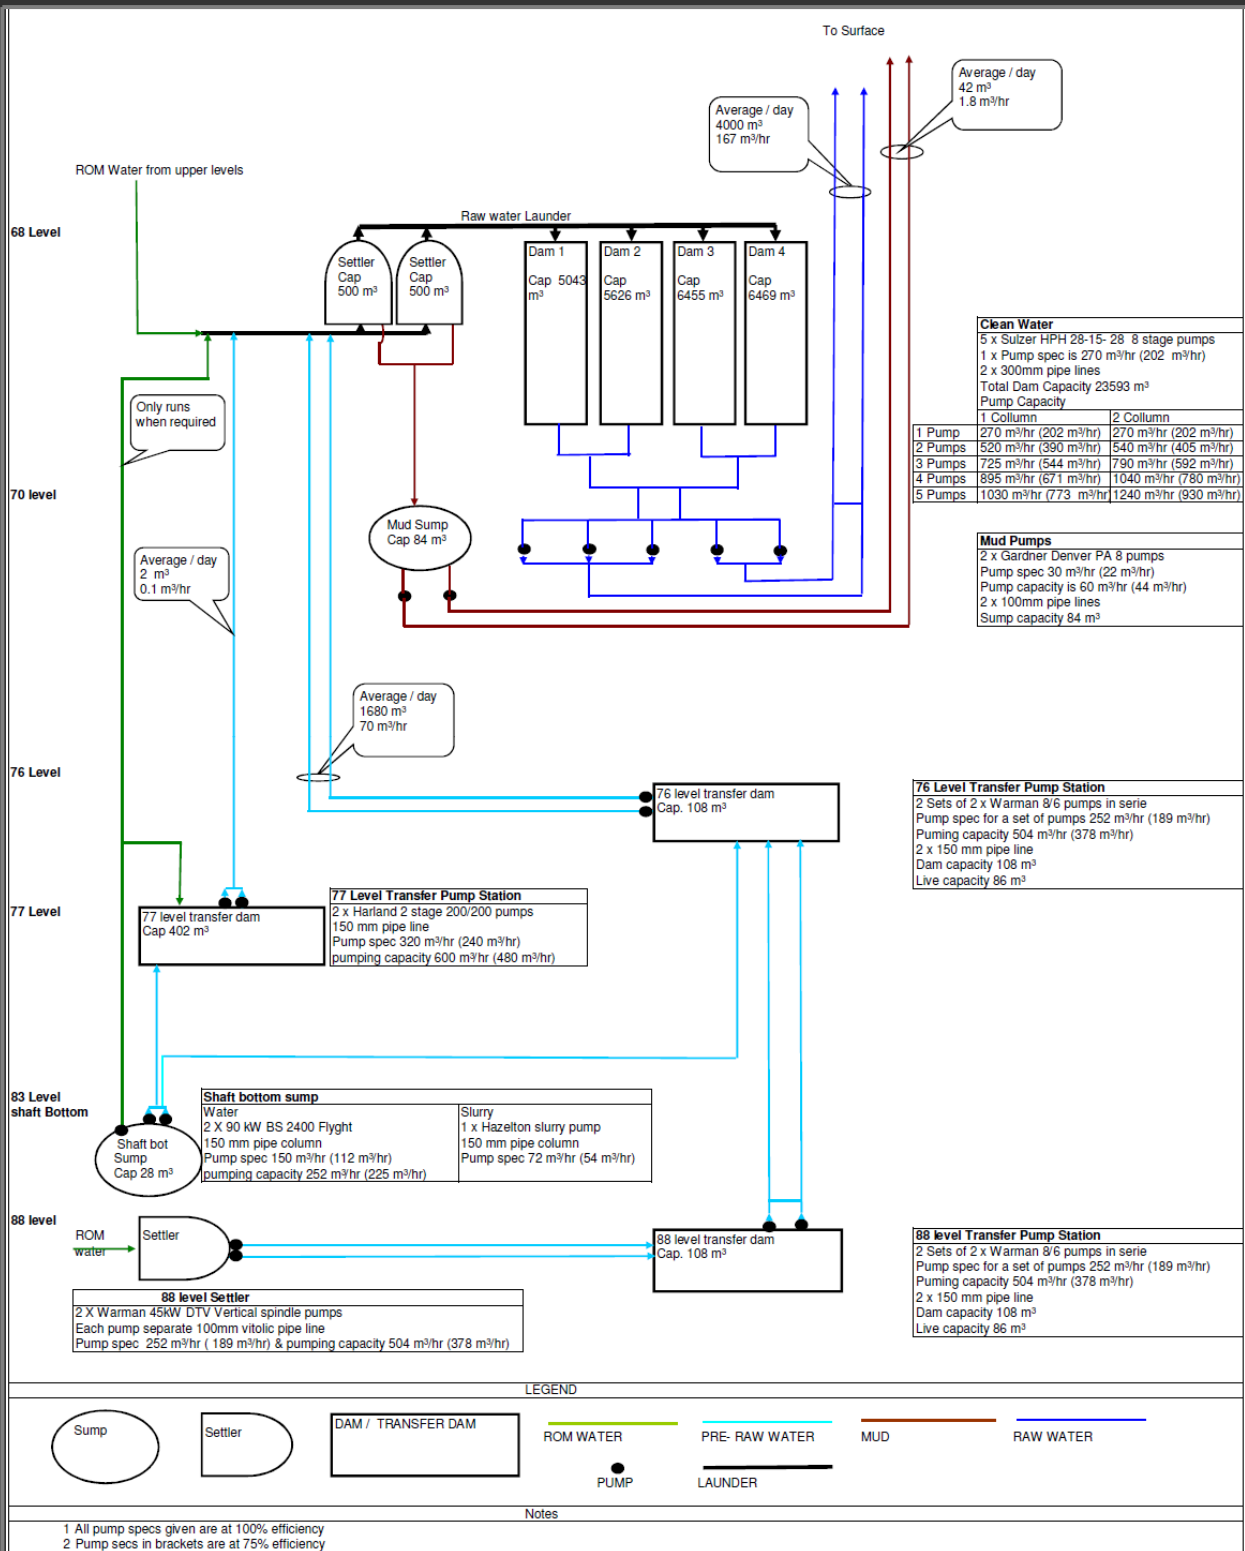 To Surface
Average / day
42 m³
1.8 m³/hr
Average / day
4000 m³
167 m³/hr
ROM Water from upper levels
68 Level
Raw water Launder
Settler
Cap
500 m³
Settler
Cap
500 m³
Dam 1
Cap 5043
m³
Dam 2
Cap
5626 m³
Dam 3
Cap
6455 m³
Dam 4
Cap
6469 m³
Clean Water
5 x Sulzer HPH 28-15- 28 8 stage pumps
1 x Pump spec is 270 m³/hr (202 m³/hr)
2 x 300mm pipe lines
Total Dam Capacity 23593 m³
Pump Capacity
1 Collumn 2 Collumn
1 Pump 270 m³/hr (202 m³/hr) 270 m³/hr (202 m³/hr)
2 Pumps 520 m³/hr (390 m³/hr) 540 m³/hr (405 m³/hr)
3 Pumps 725 m³/hr (544 m³/hr) 790 m³/hr (592 m³/hr)
4 Pumps 895 m³/hr (671 m³/hr) 1040 m³/hr (780 m³/hr)
5 Pumps 1030 m³/hr (773 m³/hr) 1240 m³/hr (930 m³/hr)
Only runs
when required
70 level
Mud Sump
Cap 84 m³
Mud Pumps
2 x Gardner Denver PA 8 pumps
Pump spec 30 m³/hr (22 m³/hr)
Pump capacity is 60 m³/hr (44 m³/hr)
2 x 100mm pipe lines
Sump capacity 84 m³
Average / day
2 m³
0.1 m³/hr
Average / day
1680 m³
70 m³/hr
76 Level
76 level transfer dam
Cap. 108 m³
76 Level Transfer Pump Station
2 Sets of 2 x Warman 8/6 pumps in serie
Pump spec for a set of pumps 252 m³/hr (189 m³/hr)
Puming capacity 504 m³/hr (378 m³/hr)
2 x 150 mm pipe line
Dam capacity 108 m³
Live capacity 86 m³
77 Level
77 level transfer dam
Cap 402 m³
77 Level Transfer Pump Station
2 x Harland 2 stage 200/200 pumps
150 mm pipe line
Pump spec 320 m³/hr (240 m³/hr)
pumping capacity 600 m³/hr (480 m³/hr)
83 Level
shaft Bottom
Shaft bot
Sump
Cap 28 m³
Shaft bottom sump
Water
2 X 90 kW BS 2400 Flyght
150 mm pipe column
Pump spec 150 m³/hr (112 m³/hr)
pumping capacity 252 m³/hr (225 m³/hr)
Slurry
1 x Hazelton slurry pump
150 mm pipe column
Pump spec 72 m³/hr (54 m³/hr)
88 level
ROM
water
Settler
88 level transfer dam
Cap. 108 m³
88 level Transfer Pump Station
2 Sets of 2 x Warman 8/6 pumps in serie
Pump spec for a set of pumps 252 m³/hr (189 m³/hr)
Puming capacity 504 m³/hr (378 m³/hr)
2 x 150 mm pipe line
Dam capacity 108 m³
Live capacity 86 m³
88 level Settler
2 X Warman 45kW DTV Vertical spindle pumps
Each pump separate 100mm vitolic pipe line
Pump spec 252 m³/hr ( 189 m³/hr) & pumping capacity 504 m³/hr (378 m³/hr)
LEGEND
Sump
Settler
DAM / TRANSFER DAM
ROM WATER
PRE- RAW WATER
MUD
RAW WATER
PUMP
LAUNDER
Notes
1 All pump specs given are at 100% efficiency
2 Pump secs in brackets are at 75% efficiency